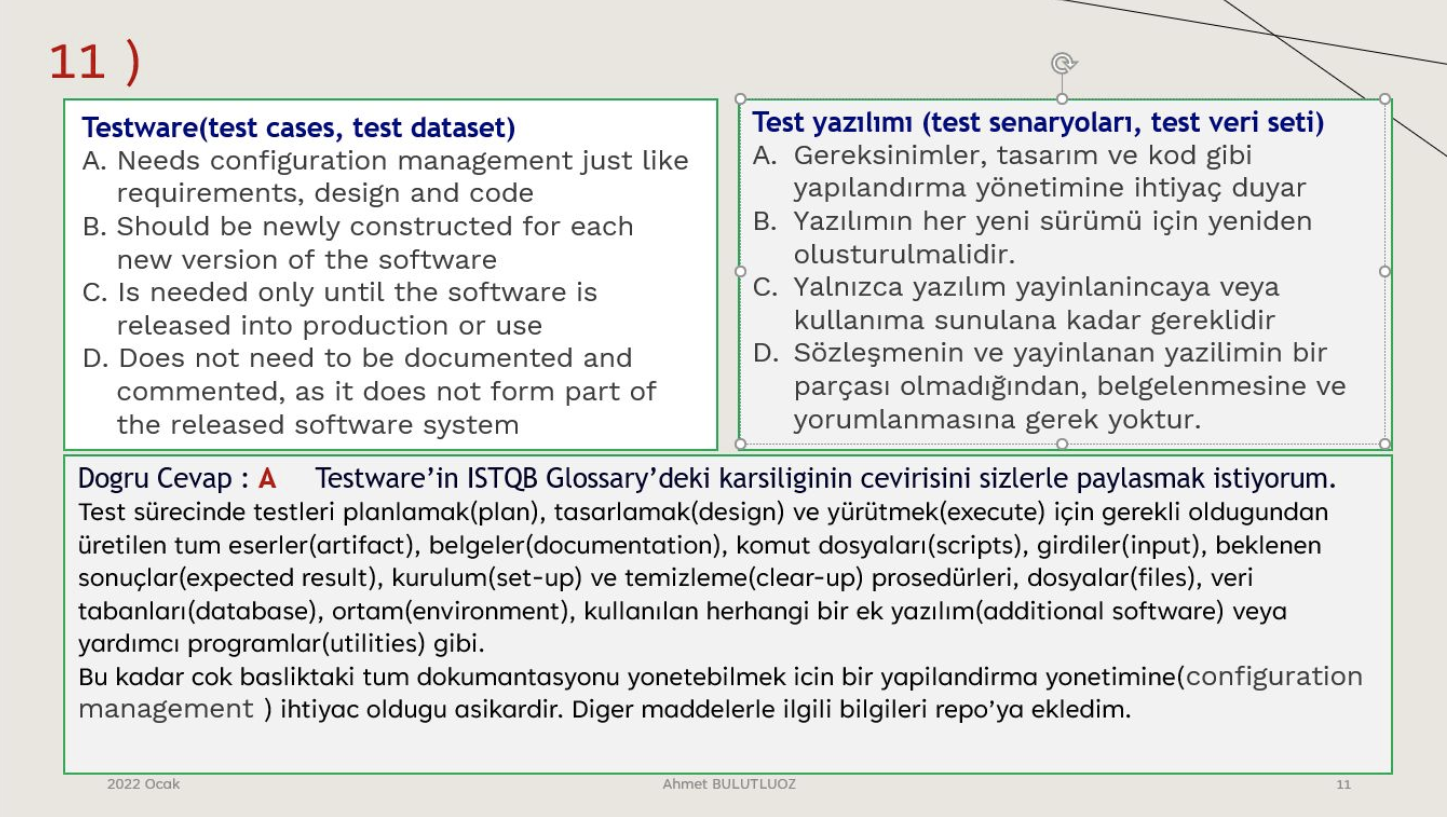 11 )
Testware(test cases, test dataset)
A. Needs configuration management just like
requirements, design and code
B. Should be newly constructed for each
new version of the software
C. Is needed only until the software is
released into production or use
D. Does not need to be documented and
commented, as it does not form part of
the released software system
Test yazılımı (test senaryoları, test veri seti)
A. Gereksinimler, tasarım ve kod gibi
yapılandırma yönetimine ihtiyaç duyar
B. Yazılımın her yeni sürümü için yeniden
olusturulmalidir.
C. Yalnızca yazılım yayinlanincaya veya
kullanıma sunulana kadar gereklidir
D. Sözleşmenin ve yayinlanan yazilimin bir
parçası olmadığından, belgelenmesine ve
yorumlanmasına gerek yoktur.
Dogru Cevap : A Testware’in ISTQB Glossary’deki karsiliginin cevirisini sizlerle paylasmak istiyorum.
Test sürecinde testleri planlamak(plan), tasarlamak(design) ve yürütmek(execute) için gerekli oldugundan
üretilen tum eserler(artifact), belgeler(documentation), komut dosyaları(scripts), girdiler(input), beklenen
sonuçlar(expected result), kurulum(set-up) ve temizleme(clear-up) prosedürleri, dosyalar(files), veri
tabanları(database), ortam(environment), kullanılan herhangi bir ek yazılım(additional software) veya
yardımcı programlar(utilities) gibi.
Bu kadar cok basliktaki tum dokumantasyonu yonetebilmek icin bir yapilandirma yonetimine(configuration
management ) ihtiyac oldugu asikardir. Diger maddelerle ilgili bilgileri repo’ya ekledim.
2022 Ocak
Ahmet BULUTLUOZ
11